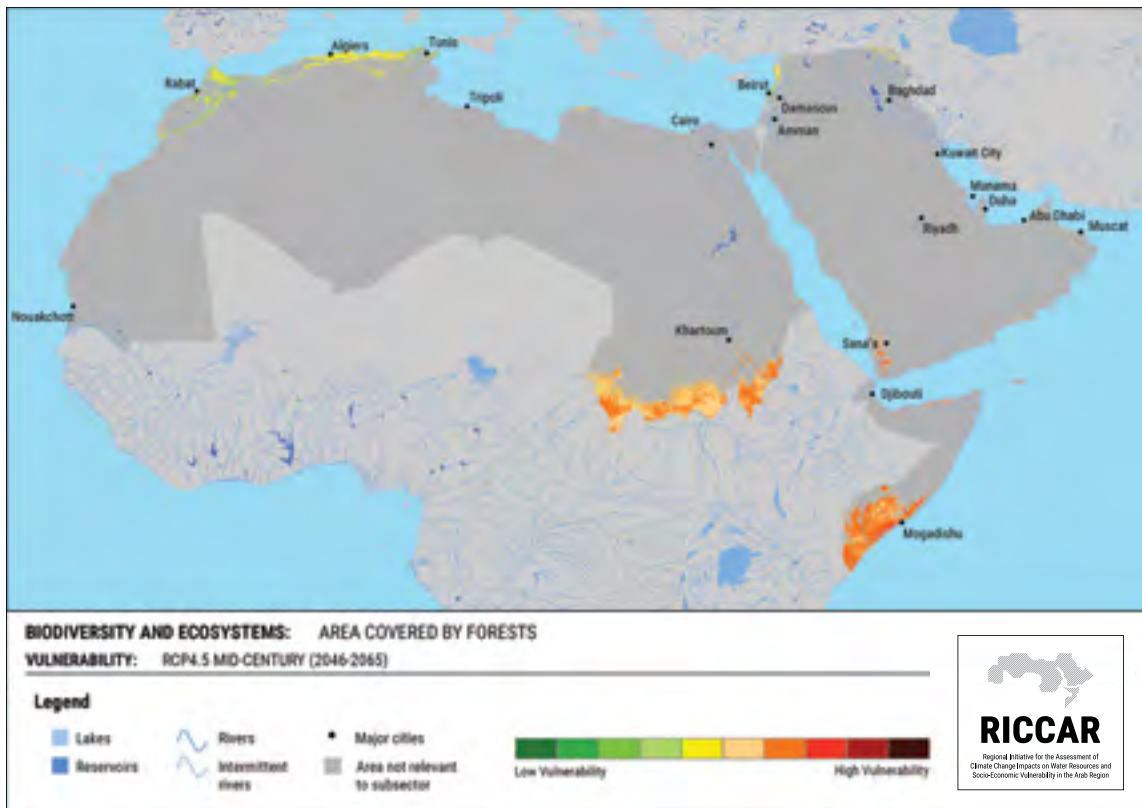 Algiers
Tunis
Rabat
Tripoli
Beirut
Damascus
Baghdad
Cairo
Amman
Kuwait City
Manama
Doha
Abu Dhabi
Riyadh
Muscat
Nouakchott
Khartoum
Sana'a
Djibouti
Mogadishu
BIODIVERSITY AND ECOSYSTEMS: AREA COVERED BY FORESTS
VULNERABILITY: RCP4.5 MID-CENTURY (2046-2065)
Legend
Lakes
Reservoirs
Rivers
Intermittent
rivers
Major cities
Area not relevant
to subsector
Low Vulnerability
High Vulnerability
RICCAR
Regional Initiative for the Assessment of
Climate Change Impacts on Water Resources and
Socio-Economic Vulnerability in the Arab Region